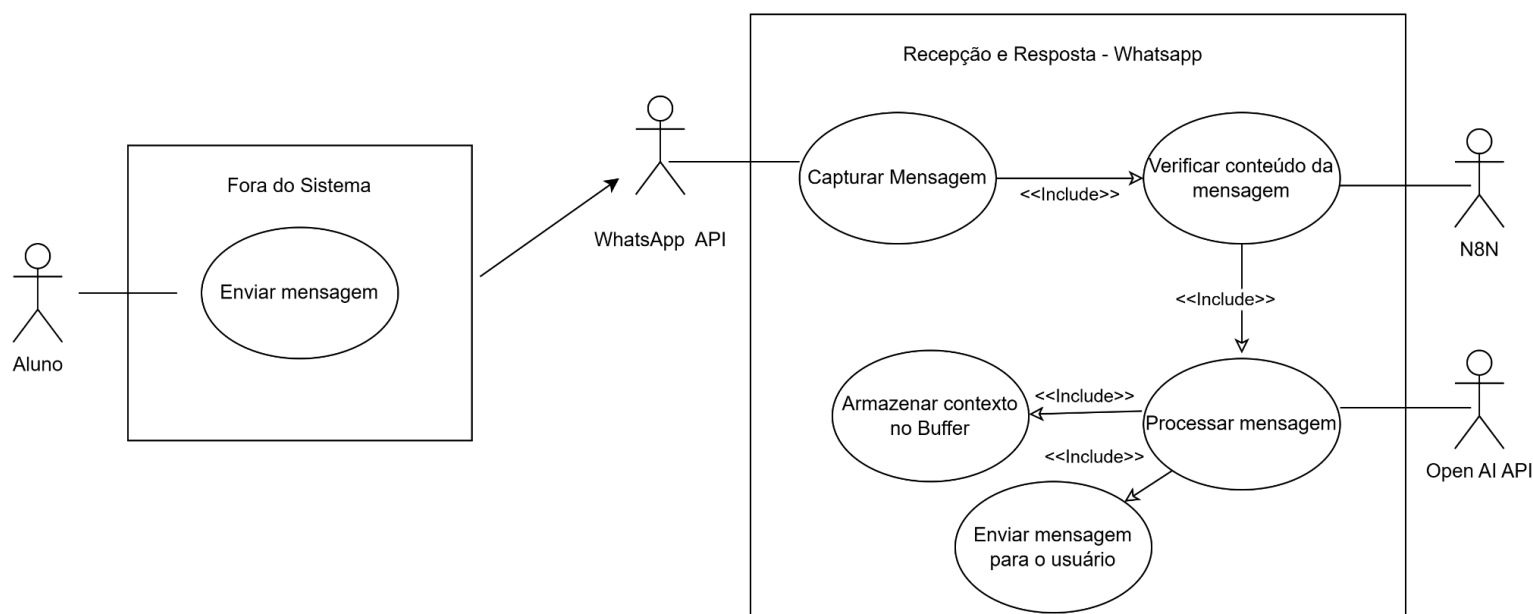 Recepção e Resposta - Whatsapp
Fora do Sistema
Enviar mensagem
Aluno
WhatsApp API
Capturar Mensagem
<<Include>>
Verificar conteúdo da
mensagem
N8N
<<Include>>
Armazenar contexto
no Buffer
<<Include>>
Processar mensagem
Open AI API
<<Include>>
Enviar mensagem
para o usuário